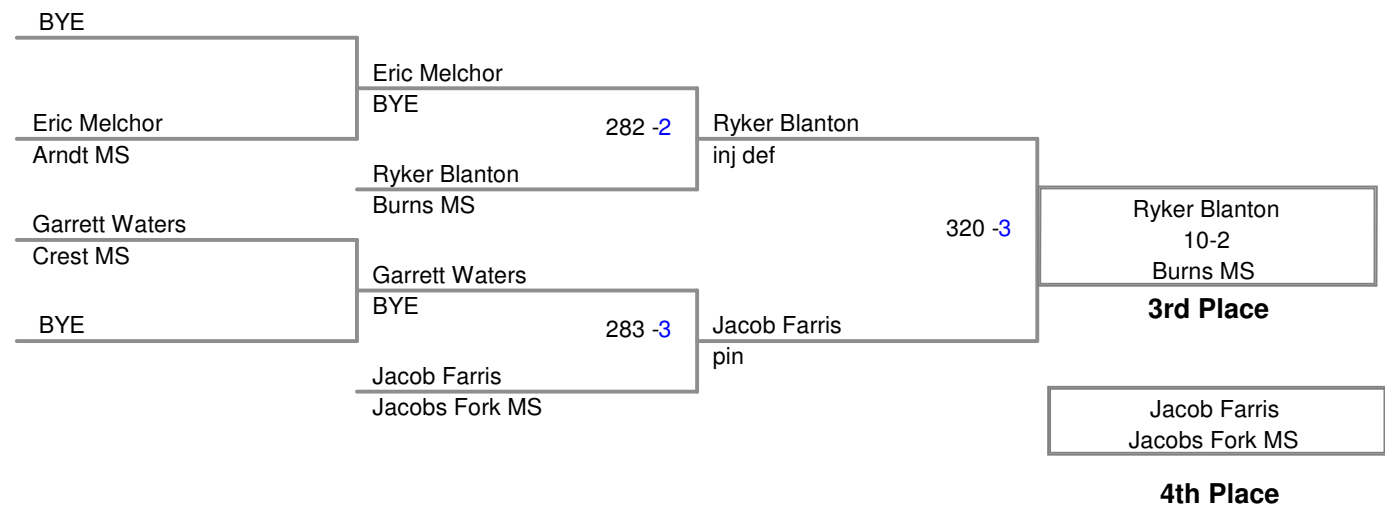 BYE
Eric Melchor
Arndt MS
Garrett Waters
Crest MS
BYE
Eric Melchor
BYE
282 -2
Ryker Blanton
Burns MS
Garrett Waters
BYE
283 -3
Jacob Farris
Jacobs Fork MS
Ryker Blanton
inj def
320 -3
Jacob Farris
pin
Ryker Blanton
10-2
Burns MS
3rd Place
Jacob Farris
Jacobs Fork MS
4th Place